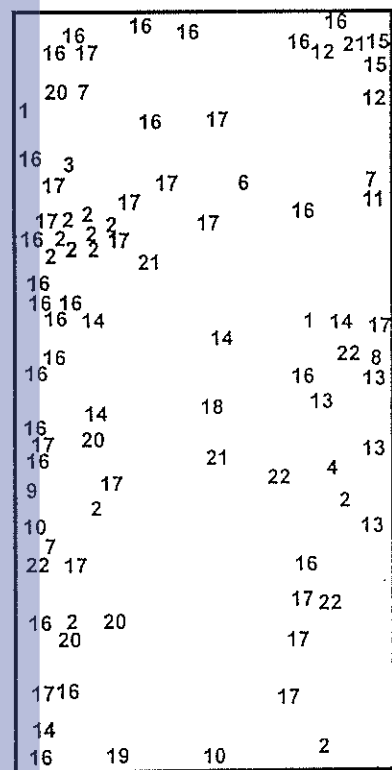 16 16
16 16 16 12 21 15
16 17 15
20 7 12
1 16 17
16 3
17 17 6 7
17 16 11
17 2 2 2 17
16 2 2 17
2 2 2 21
16
16 16
16 14 1 14 17
14
16 22 8
16 16 13
13
14 18
16
17 20 13
16 21 4
9 17 22
2 2
10 13
7
22 17 16
17 22
16 2 20
20 17
17 16 17
14
16 19 10 2